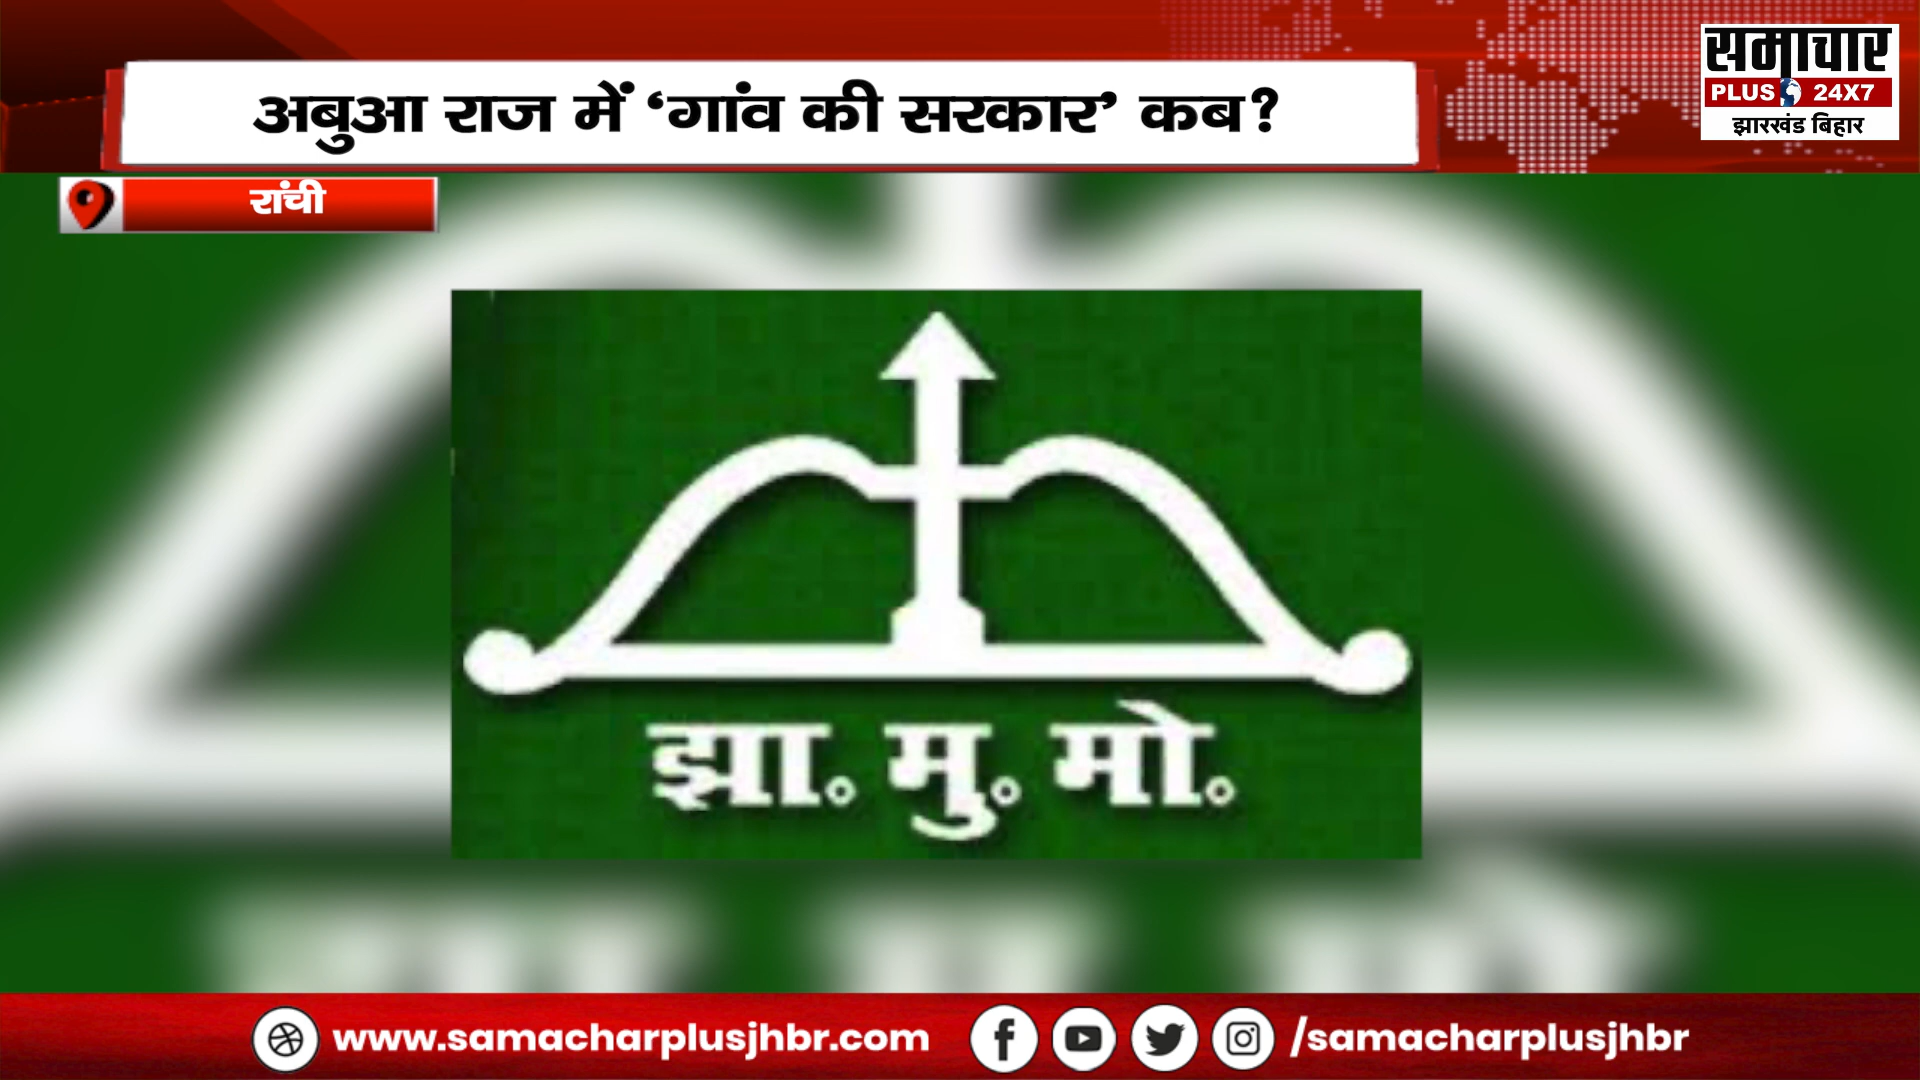 अबुआ राज में ‘गांव की सरकार’ कब?
समाचार
PLUS 24X7
झारखंड बिहार
रांची
झा. मु. मो.
www.samacharplusjhbr.com /samacharplusjhbr